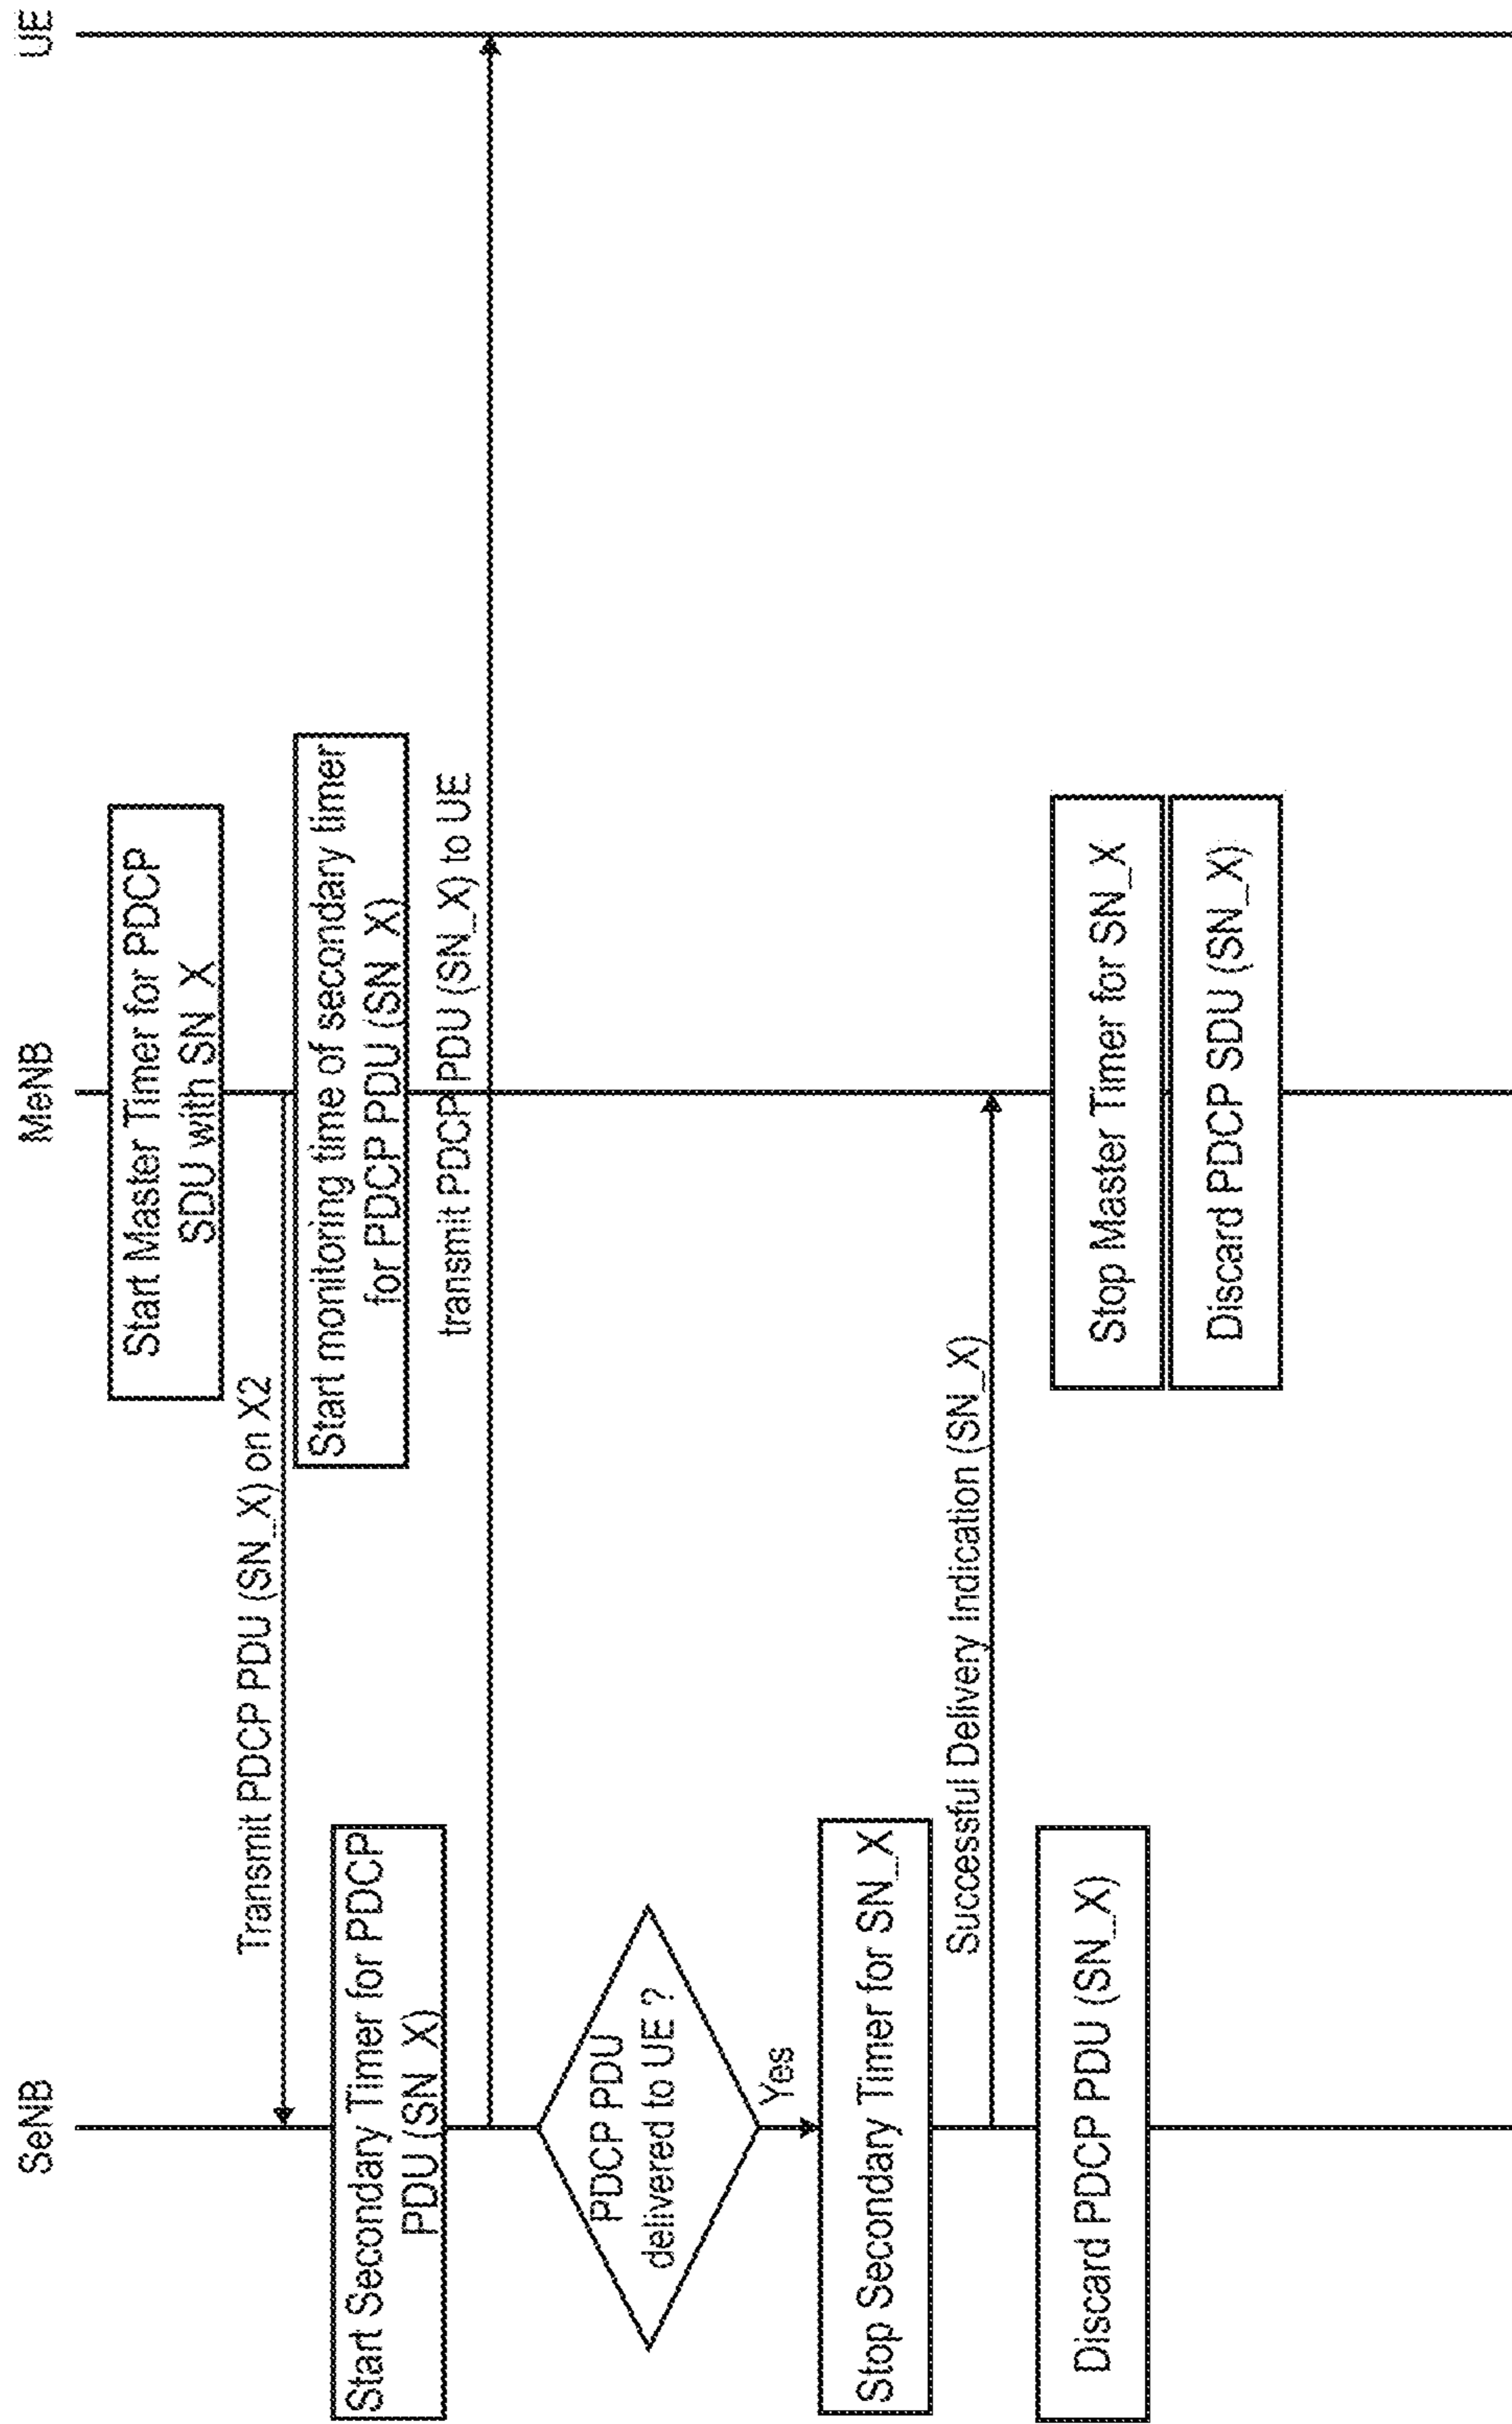 SeNB
MeNB
UE
Start Master Timer for PDCP
SDU with SN_X
Transmit PDCP PDU (SN_X) on X2
Start monitoring time of secondary timer
for PDCP PDU (SN_X)
Start Secondary Timer for PDCP
PDU (SN_X)
transmit PDCP PDU (SN_X) to UE
PDCP PDU
delivered to UE ?
Yes
Stop Secondary Timer for SN_X
Successful Delivery Indication (SN_X)
Stop Master Timer for SN_X
Discard PDCP PDU (SN_X)
Discard PDCP SDU (SN_X)